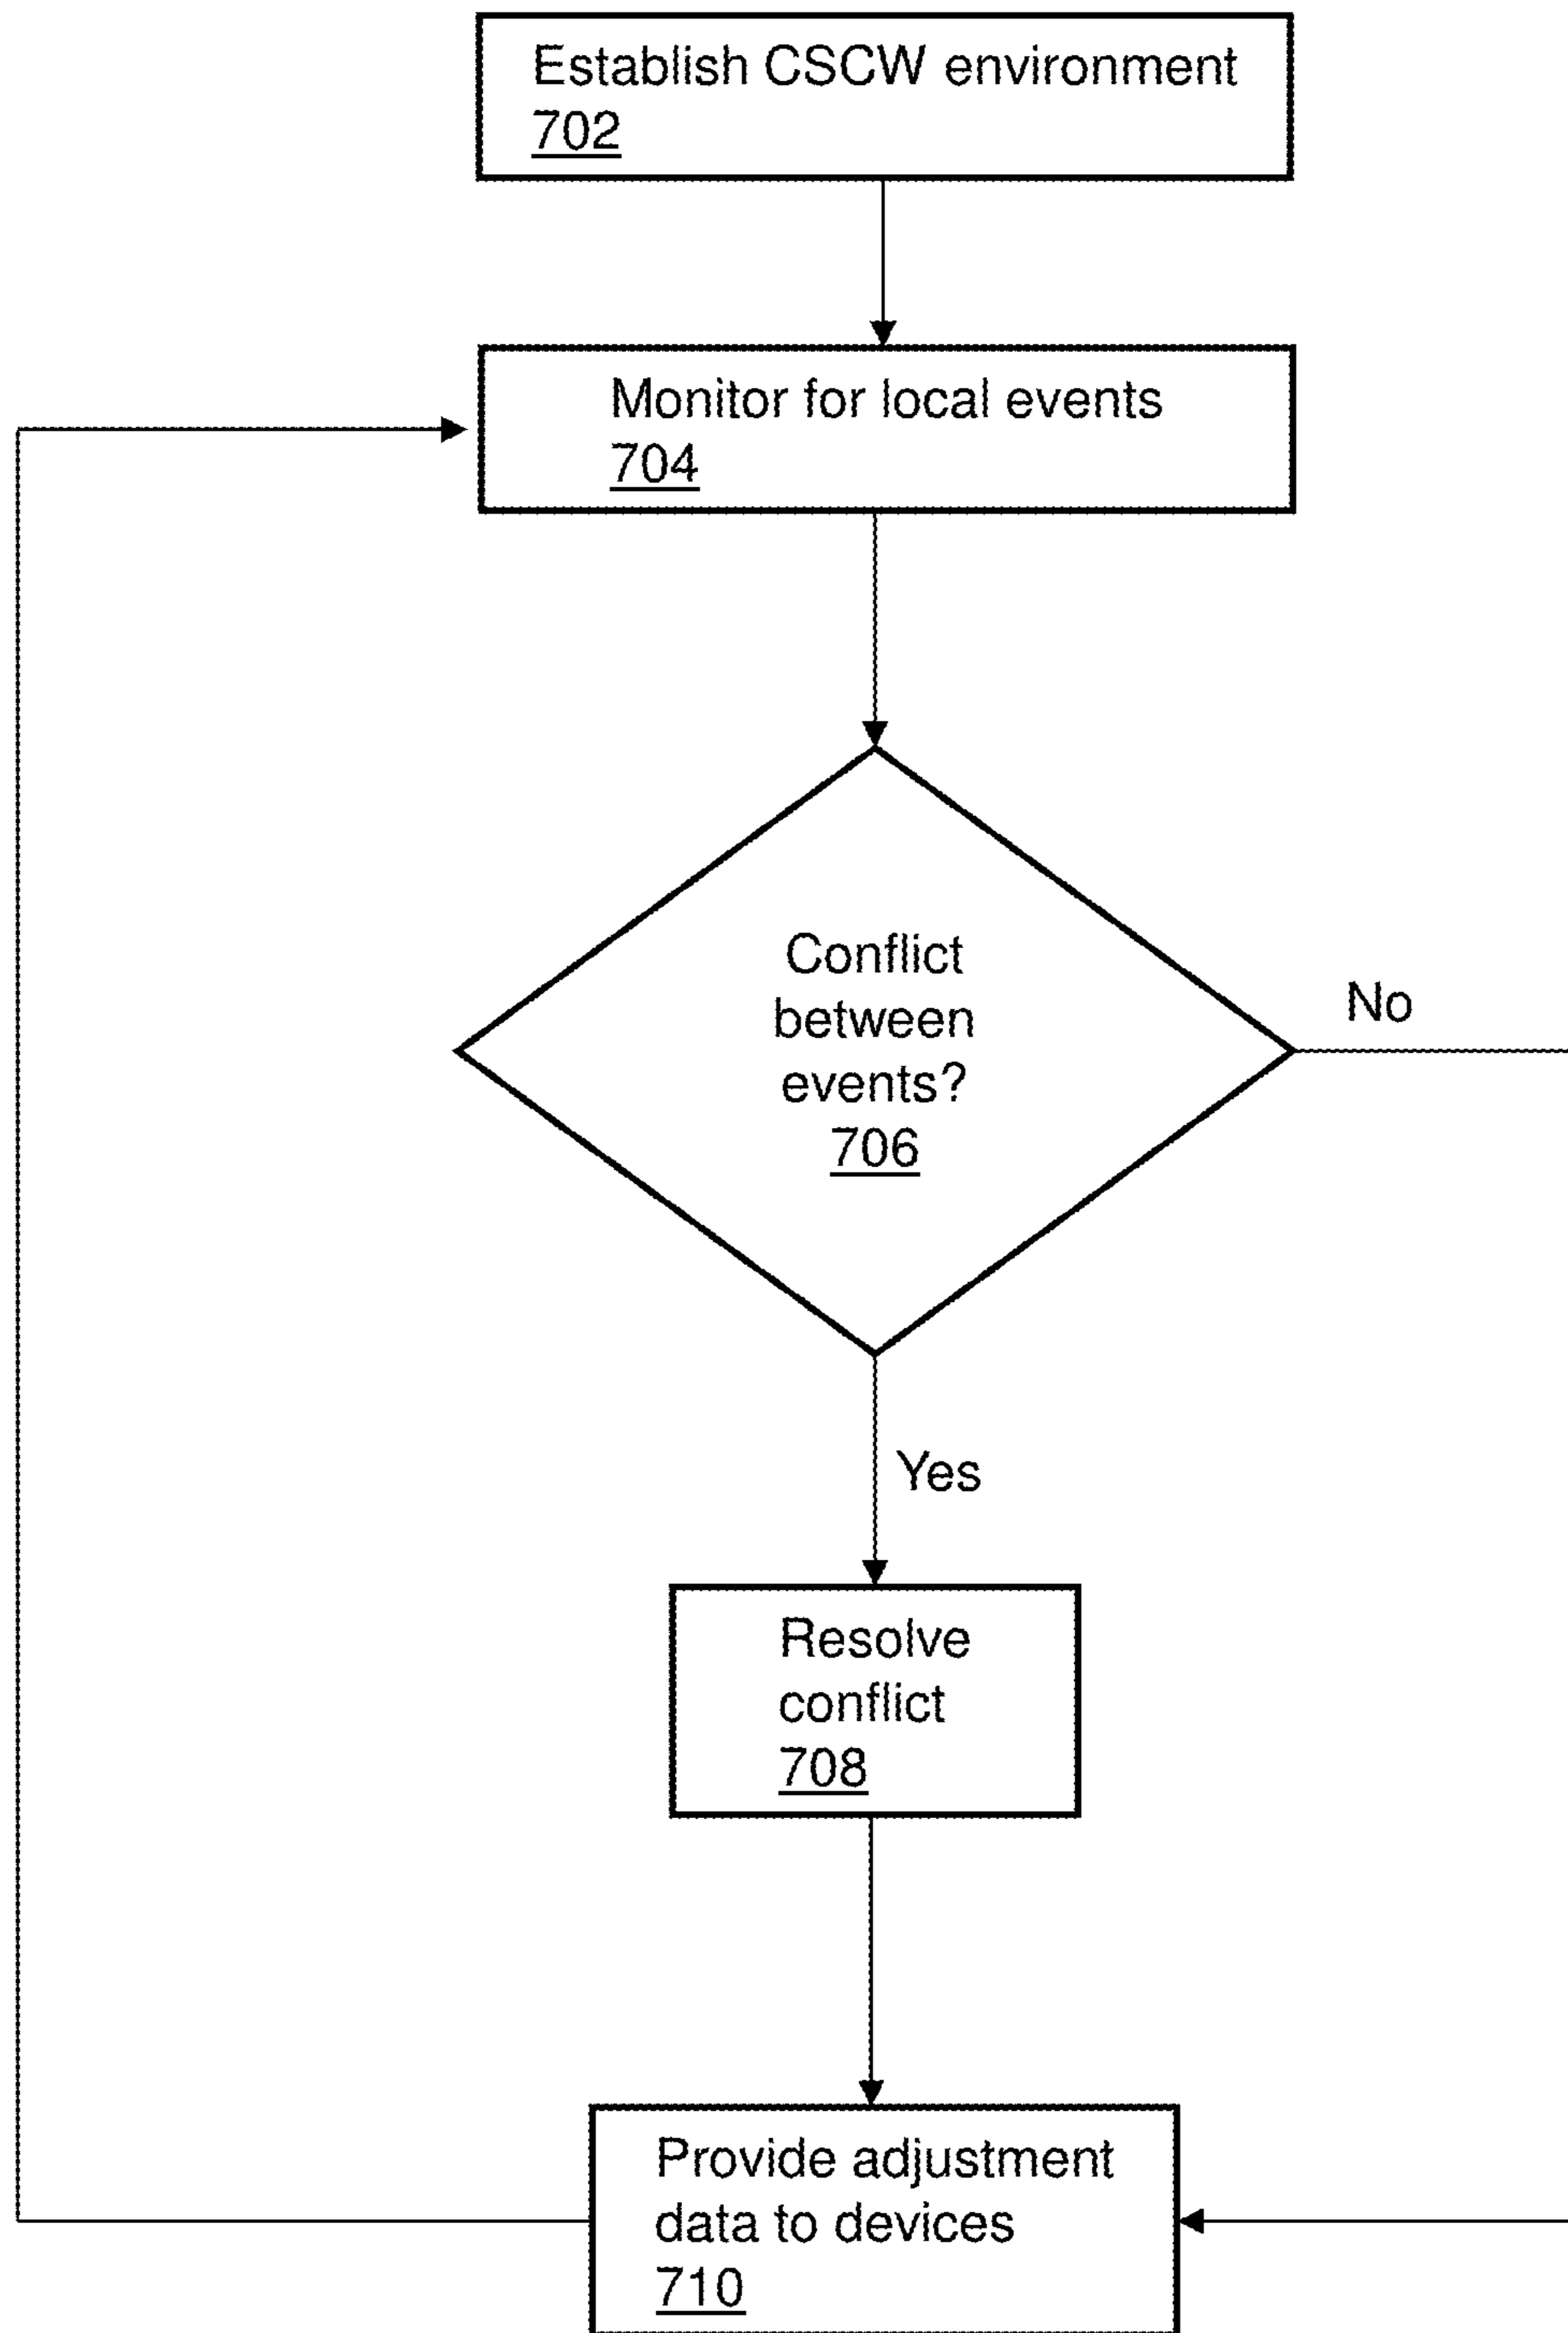 Establish CSCW environment
702
Monitor for local events
704
Conflict
between
events?
706
No
Yes
Resolve
conflict
708
Provide adjustment
data to devices
710